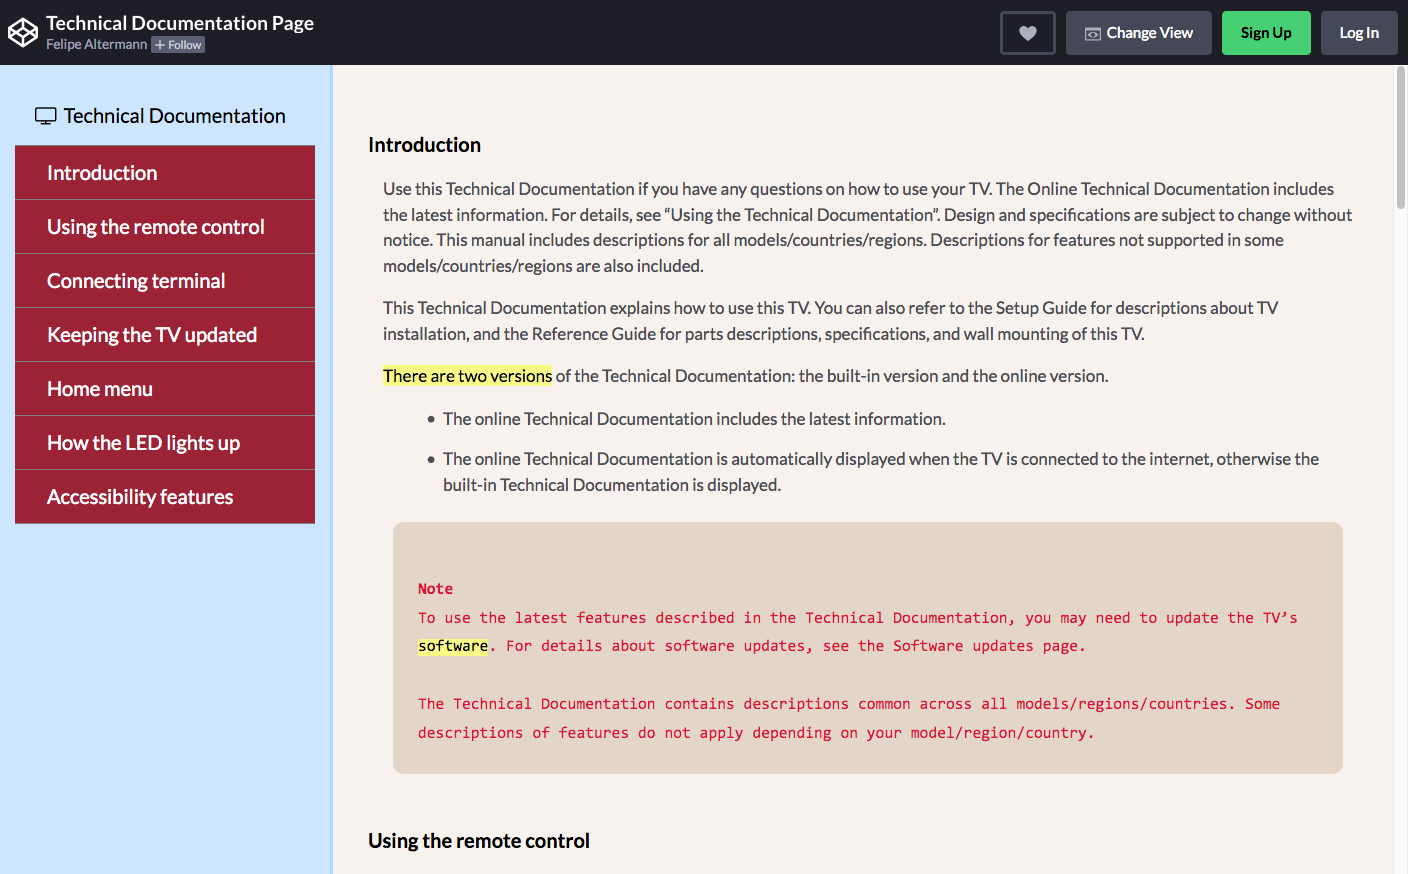 Technical Documentation Page
Felipe Altermann + Follow
Change View
Sign Up
Log In
Technical Documentation
Introduction
Using the remote control
Connecting terminal
Keeping the TV updated
Home menu
How the LED lights up
Accessibility features
Introduction
Use this Technical Documentation if you have any questions on how to use your TV. The Online Technical Documentation includes
the latest information. For details, see “Using the Technical Documentation”. Design and specifications are subject to change without
notice. This manual includes descriptions for all models/countries/regions. Descriptions for features not supported in some
models/countries/regions are also included.
This Technical Documentation explains how to use this TV. You can also refer to the Setup Guide for descriptions about TV
installation, and the Reference Guide for parts descriptions, specifications, and wall mounting of this TV.
There are two versions of the Technical Documentation: the built-in version and the online version.
• The online Technical Documentation includes the latest information.
• The online Technical Documentation is automatically displayed when the TV is connected to the internet, otherwise the
built-in Technical Documentation is displayed.
Note
To use the latest features described in the Technical Documentation, you may need to update the TV’s
software. For details about software updates, see the Software updates page.
The Technical Documentation contains descriptions common across all models/regions/countries. Some
descriptions of features do not apply depending on your model/region/country.
Using the remote control